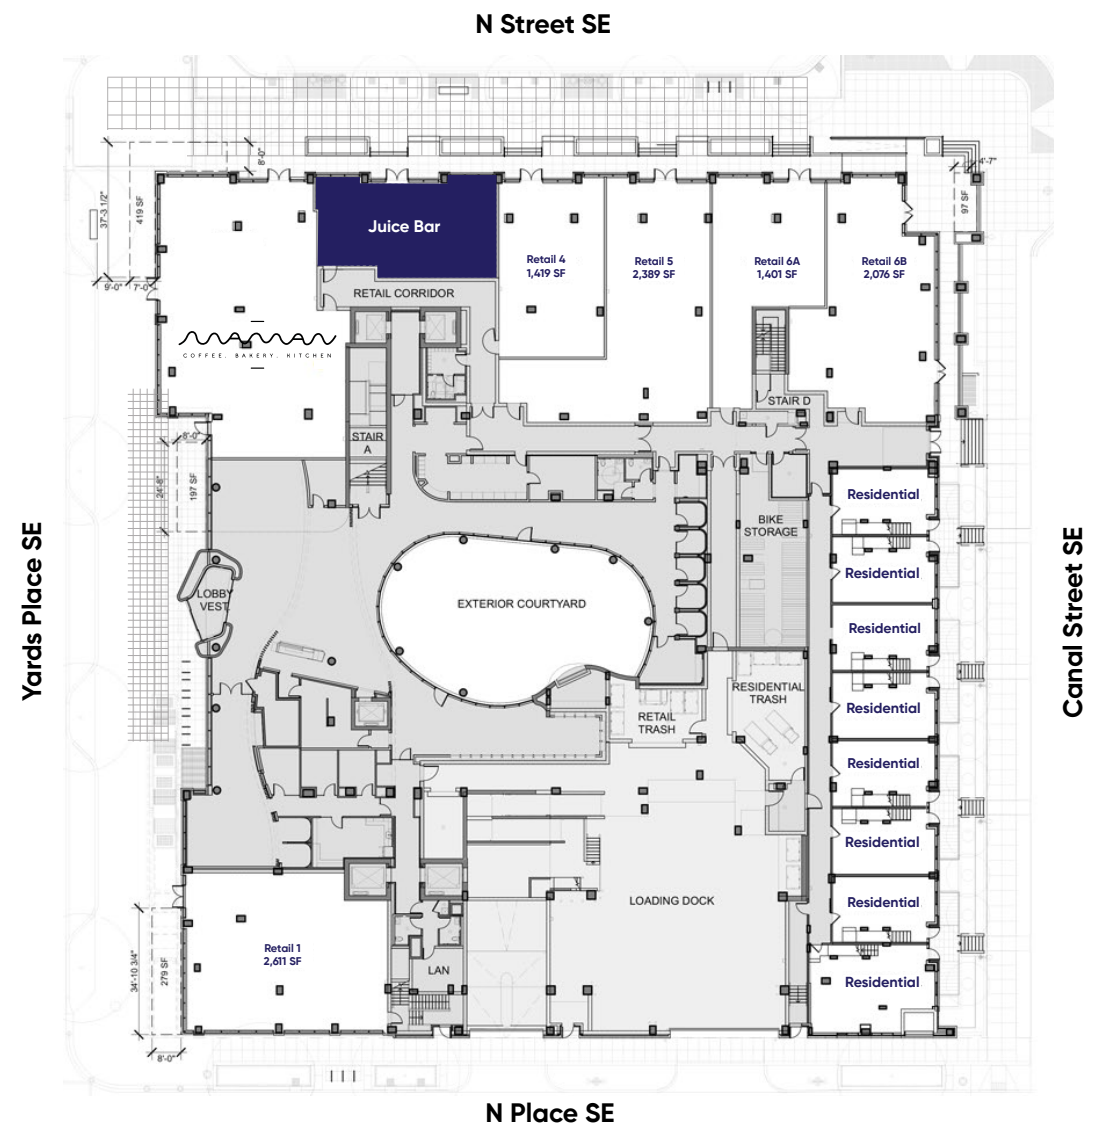 N Street SE
8'-0"
4'-7"
37'-3 1/2"
419 SF
97 SF
Juice Bar
Retail 4
1,419 SF
Retail 5
2,389 SF
Retail 6A
1,401 SF
Retail 6B
2,076 SF
9'-0"
7'-0"
RETAIL CORRIDOR
MAMAN
COFFEE. BAKERY. KITCHEN
STAIR D
STAIR
A
8'-0"
24'-8"
197 SF
Residential
BIKE
STORAGE
Residential
LOBBY
VEST.
EXTERIOR COURTYARD
Yards Place SE
Canal Street SE
Residential
RESIDENTIAL
TRASH
RETAIL
TRASH
Residential
Residential
Residential
LOADING DOCK
Residential
Retail 1
2,611 SF
34'-10 3/4"
279 SF
LAN
Residential
8'-0"
N Place SE